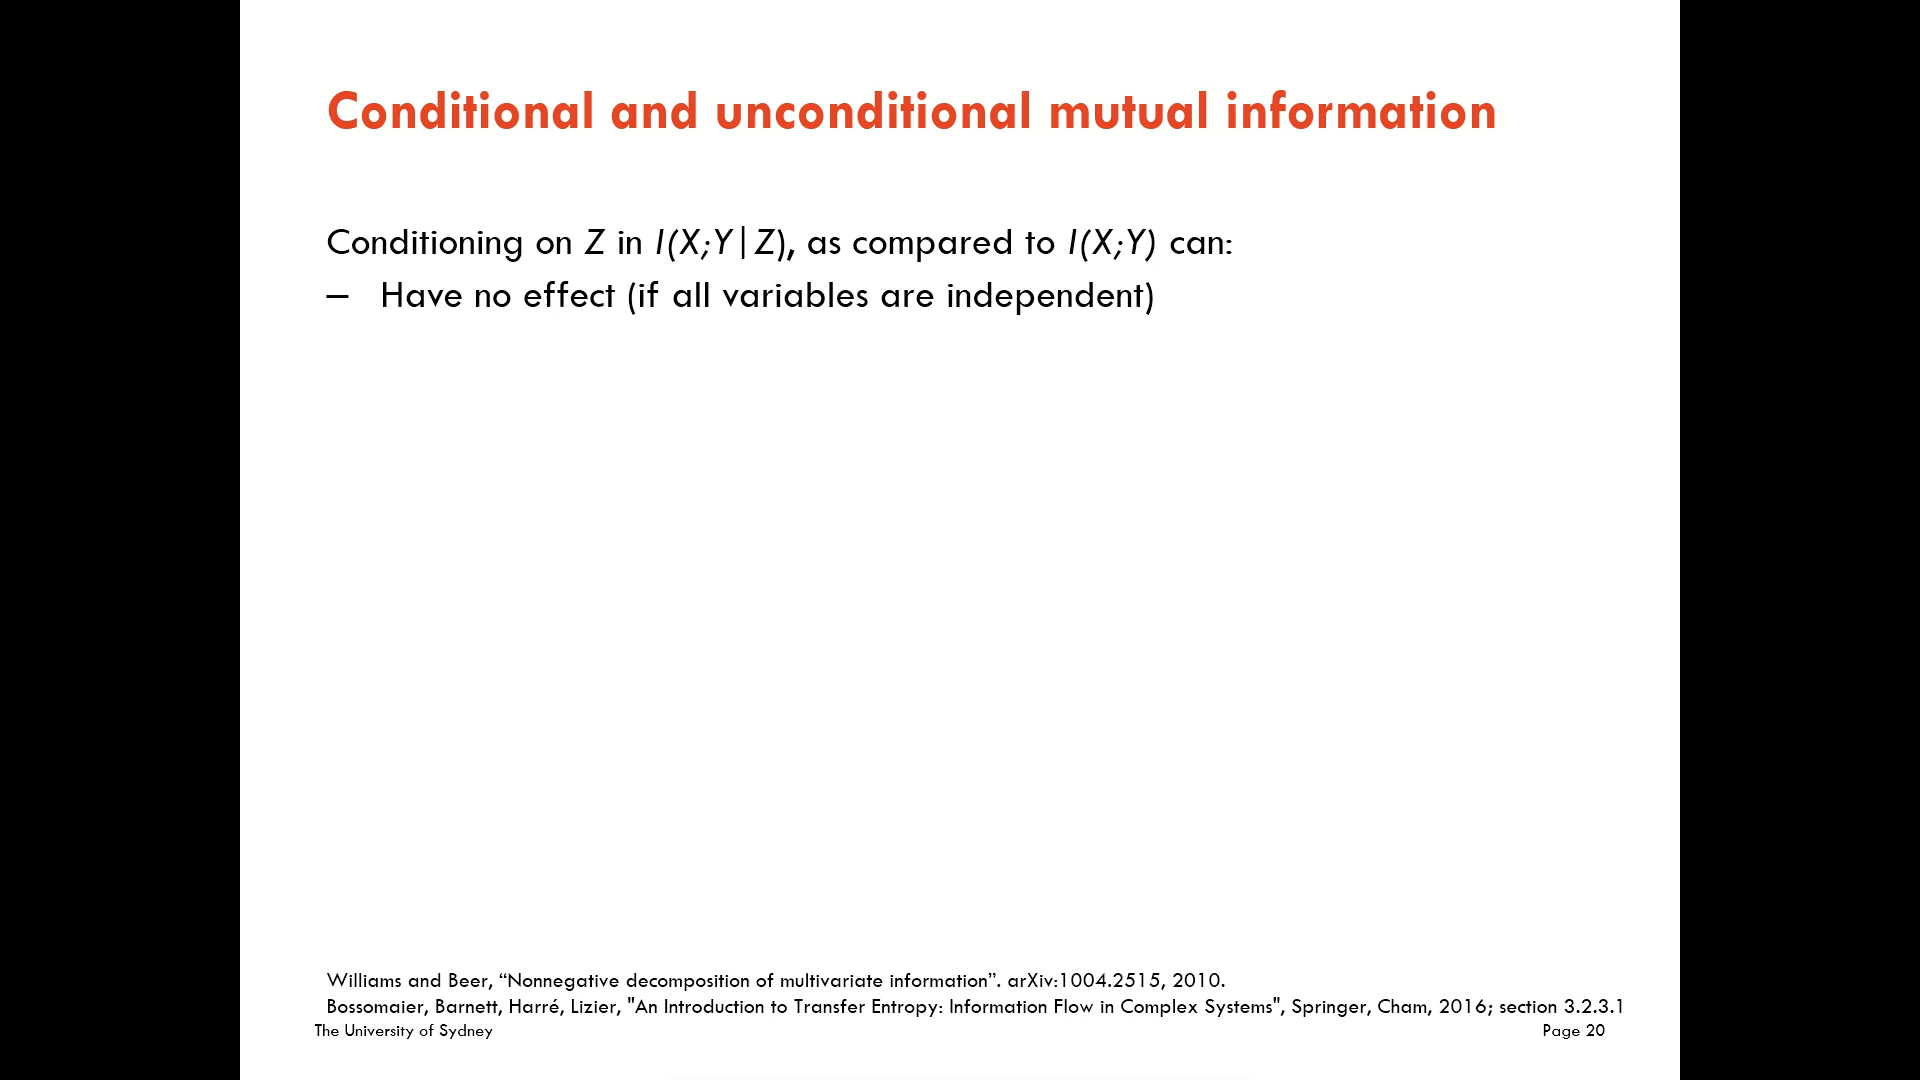 Conditional and unconditional mutual information
Conditioning on Z in I(X;Y|Z), as compared to I(X;Y) can:
– Have no effect (if all variables are independent)
Williams and Beer, “Nonnegative decomposition of multivariate information”. arXiv:1004.2515, 2010.
Bossomaier, Barnett, Harré, Lizier, "An Introduction to Transfer Entropy: Information Flow in Complex Systems", Springer, Cham, 2016; section 3.2.3.1
The University of Sydney
Page 20